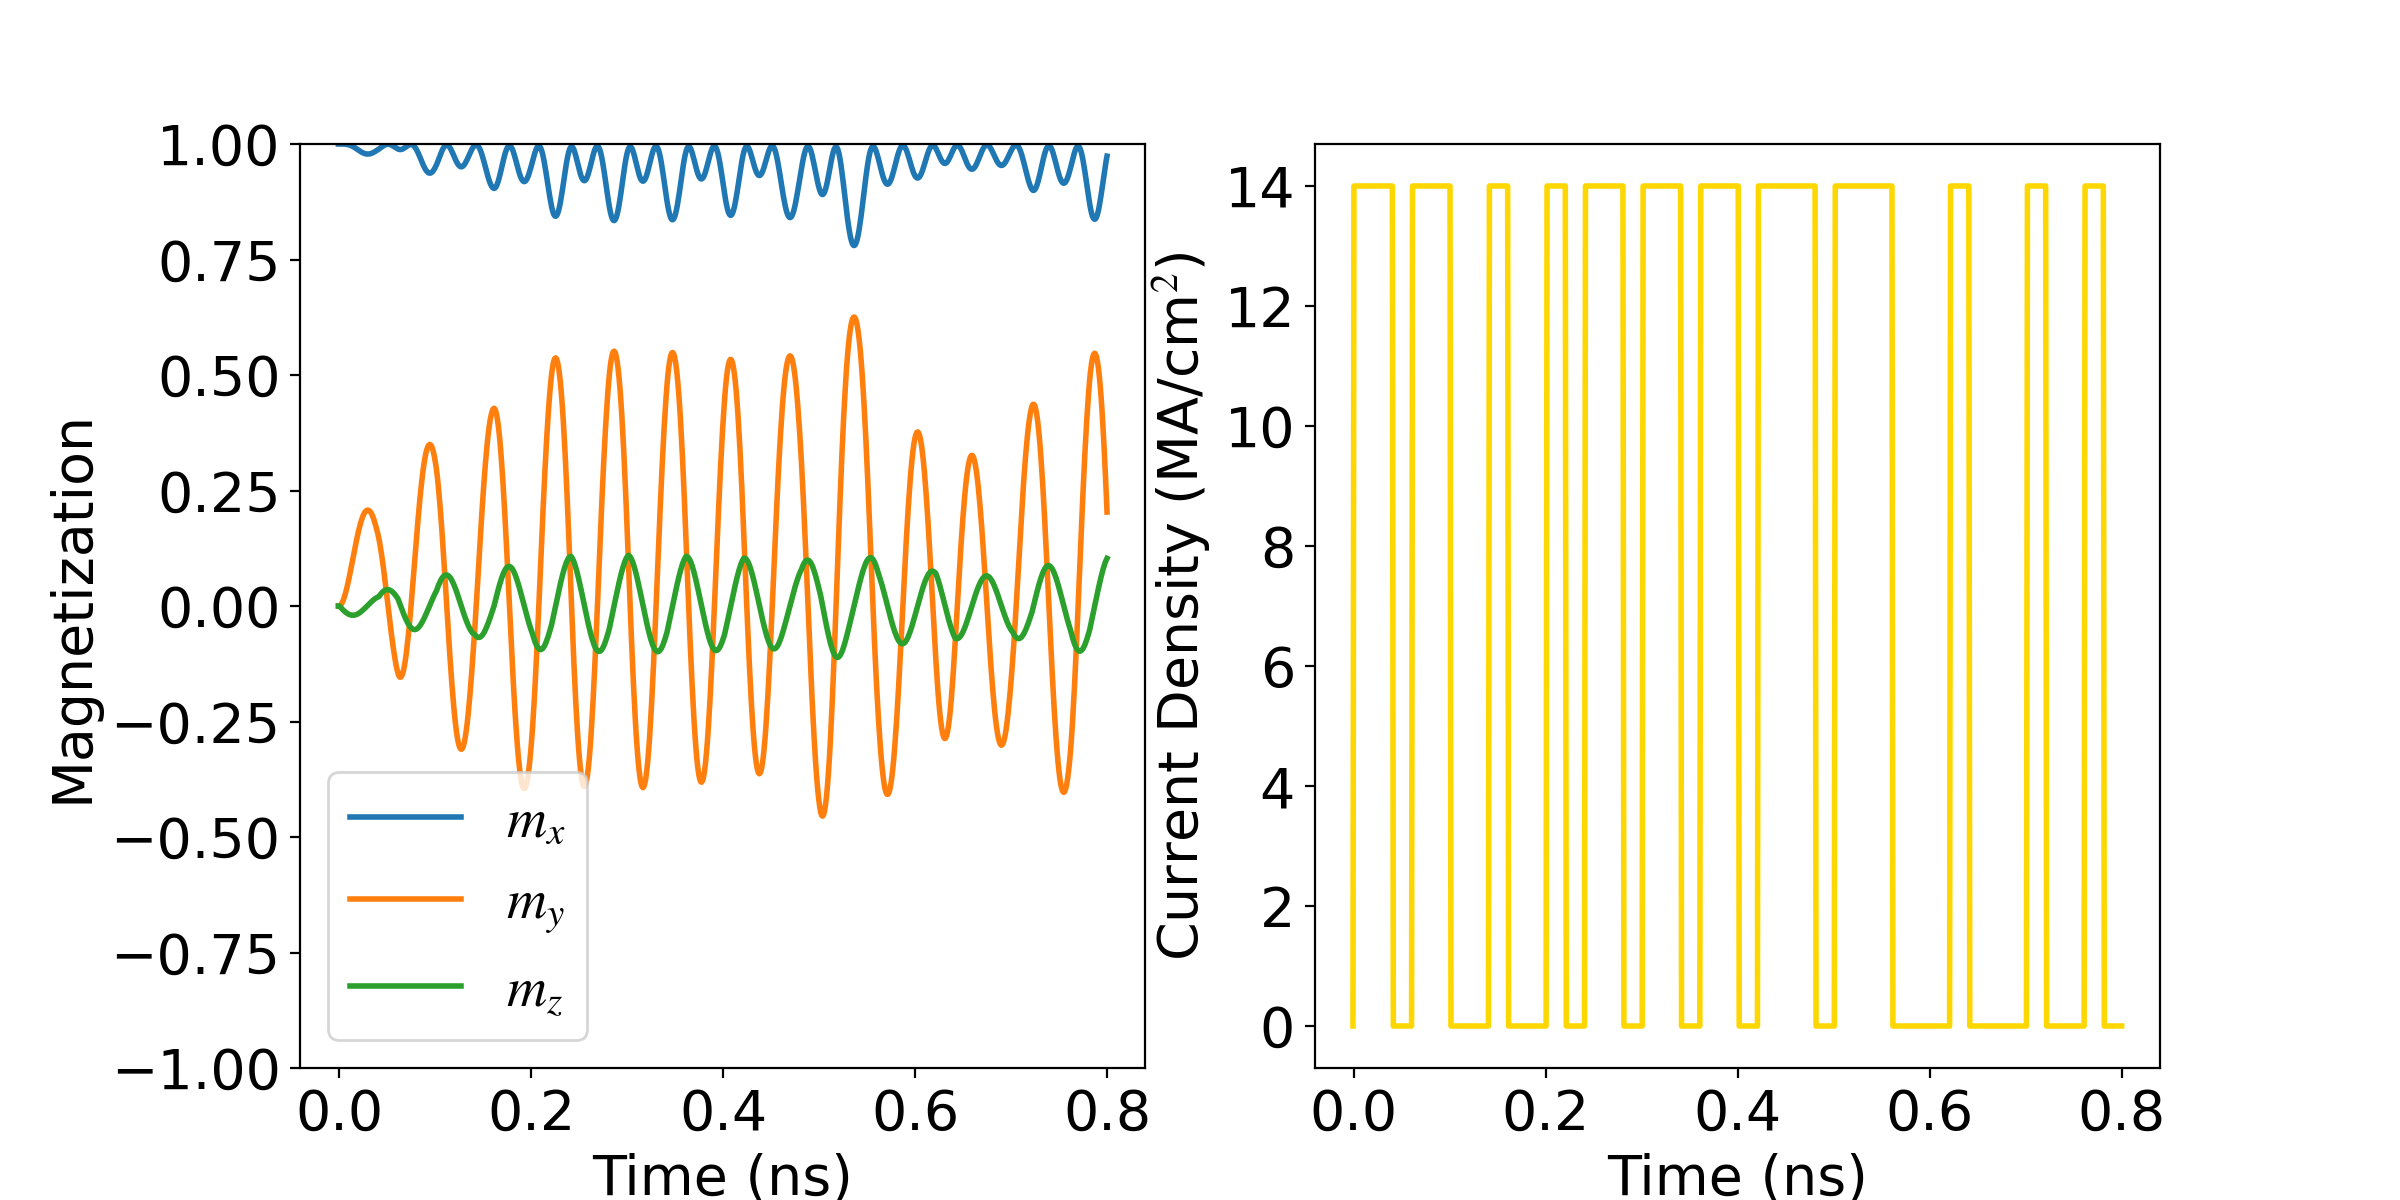 Magnetization
1.00
0.75
0.50
0.25
0.00
−0.25
−0.50
−0.75
−1.00
m_x
m_y
m_z
0.0 0.2 0.4 0.6 0.8
Time (ns)
Current Density (MA/cm²)
14
12
10
8
6
4
2
0
0.0 0.2 0.4 0.6 0.8
Time (ns)